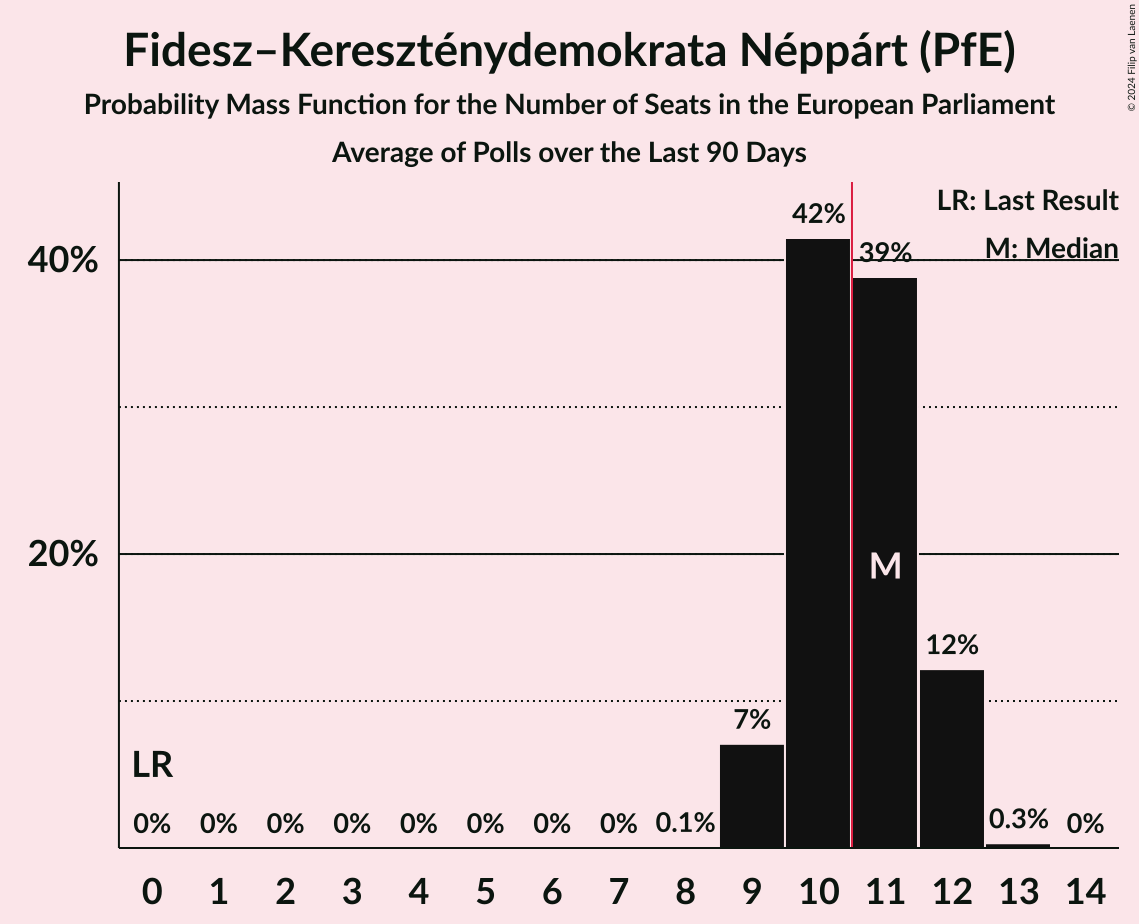 Fidesz–Kereszténydemokrata Néppárt (PfE)
Probability Mass Function for the Number of Seats in the European Parliament
Average of Polls over the Last 90 Days
© 2024 Filip van Laenen
LR: Last Result
M: Median
42%
39%
40%
20%
M
12%
7%
LR
0% 0% 0% 0% 0% 0% 0% 0% 0.1% 0.3% 0%
0 1 2 3 4 5 6 7 8 9 10 11 12 13 14